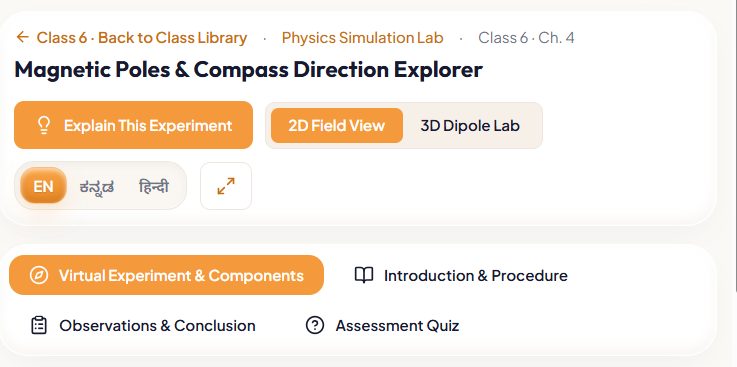 ← Class 6 · Back to Class Library · Physics Simulation Lab · Class 6 · Ch. 4
Magnetic Poles & Compass Direction Explorer
Explain This Experiment 2D Field View 3D Dipole Lab
EN ಕನ್ನಡ हिन्दी
Virtual Experiment & Components Introduction & Procedure
Observations & Conclusion Assessment Quiz